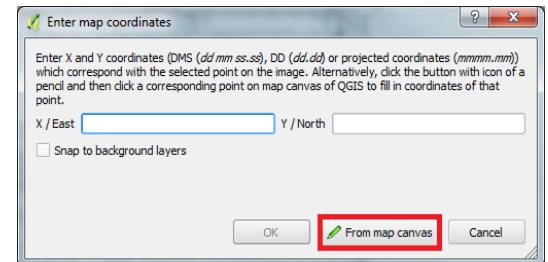 Enter map coordinates
Enter X and Y coordinates (DMS (dd mm ss.ss), DD (dd.dd) or projected coordinates (mmmm.mm))
which correspond with the selected point on the image. Alternatively, click the button with icon of a
pencil and then click a corresponding point on map canvas of QGIS to fill in coordinates of that
point.
X / East Y / North
Snap to background layers
OK From map canvas Cancel